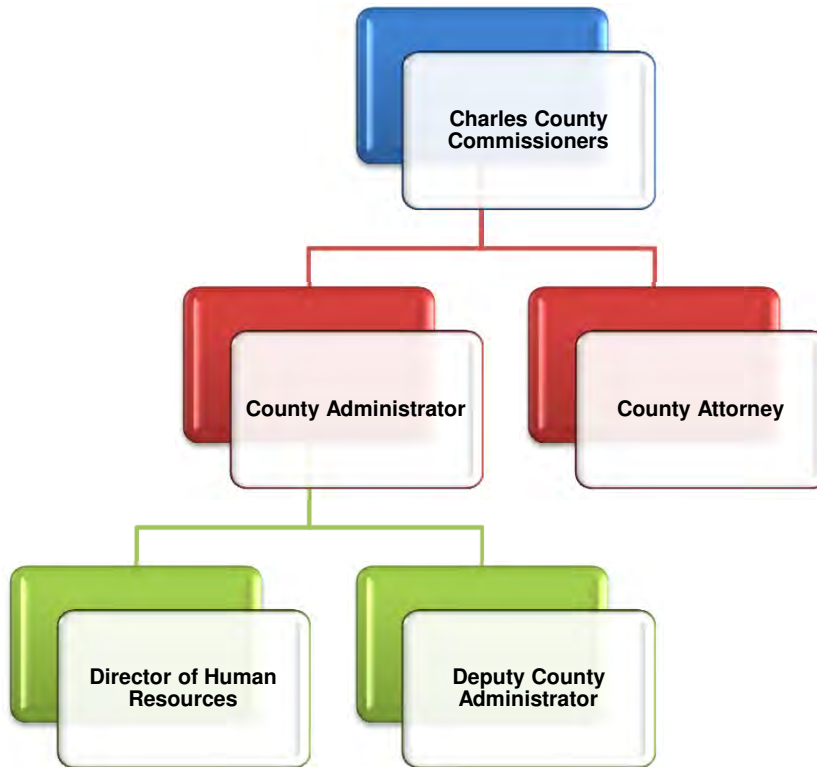 Charles County
Commissioners
County Administrator
County Attorney
Director of Human
Resources
Deputy County
Administrator